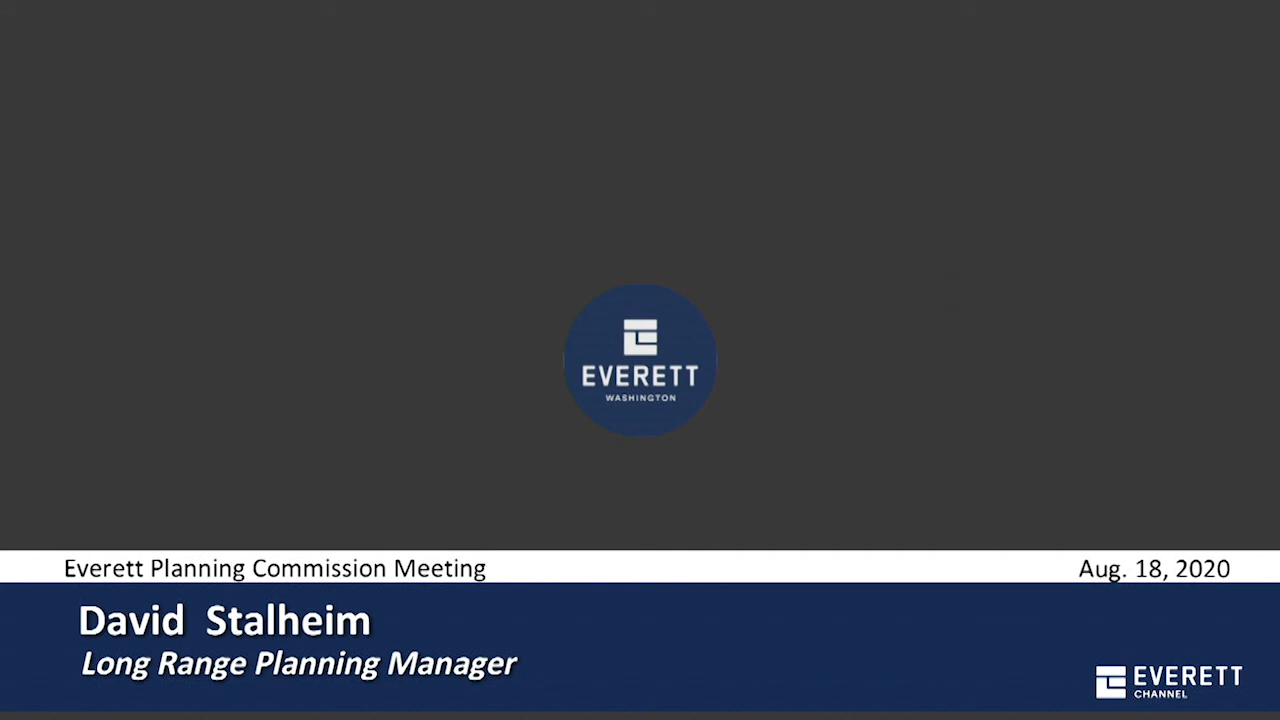 EVERETT
WASHINGTON
Everett Planning Commission Meeting
Aug. 18, 2020
David Stalheim
Long Range Planning Manager
EVERETT
CHANNEL